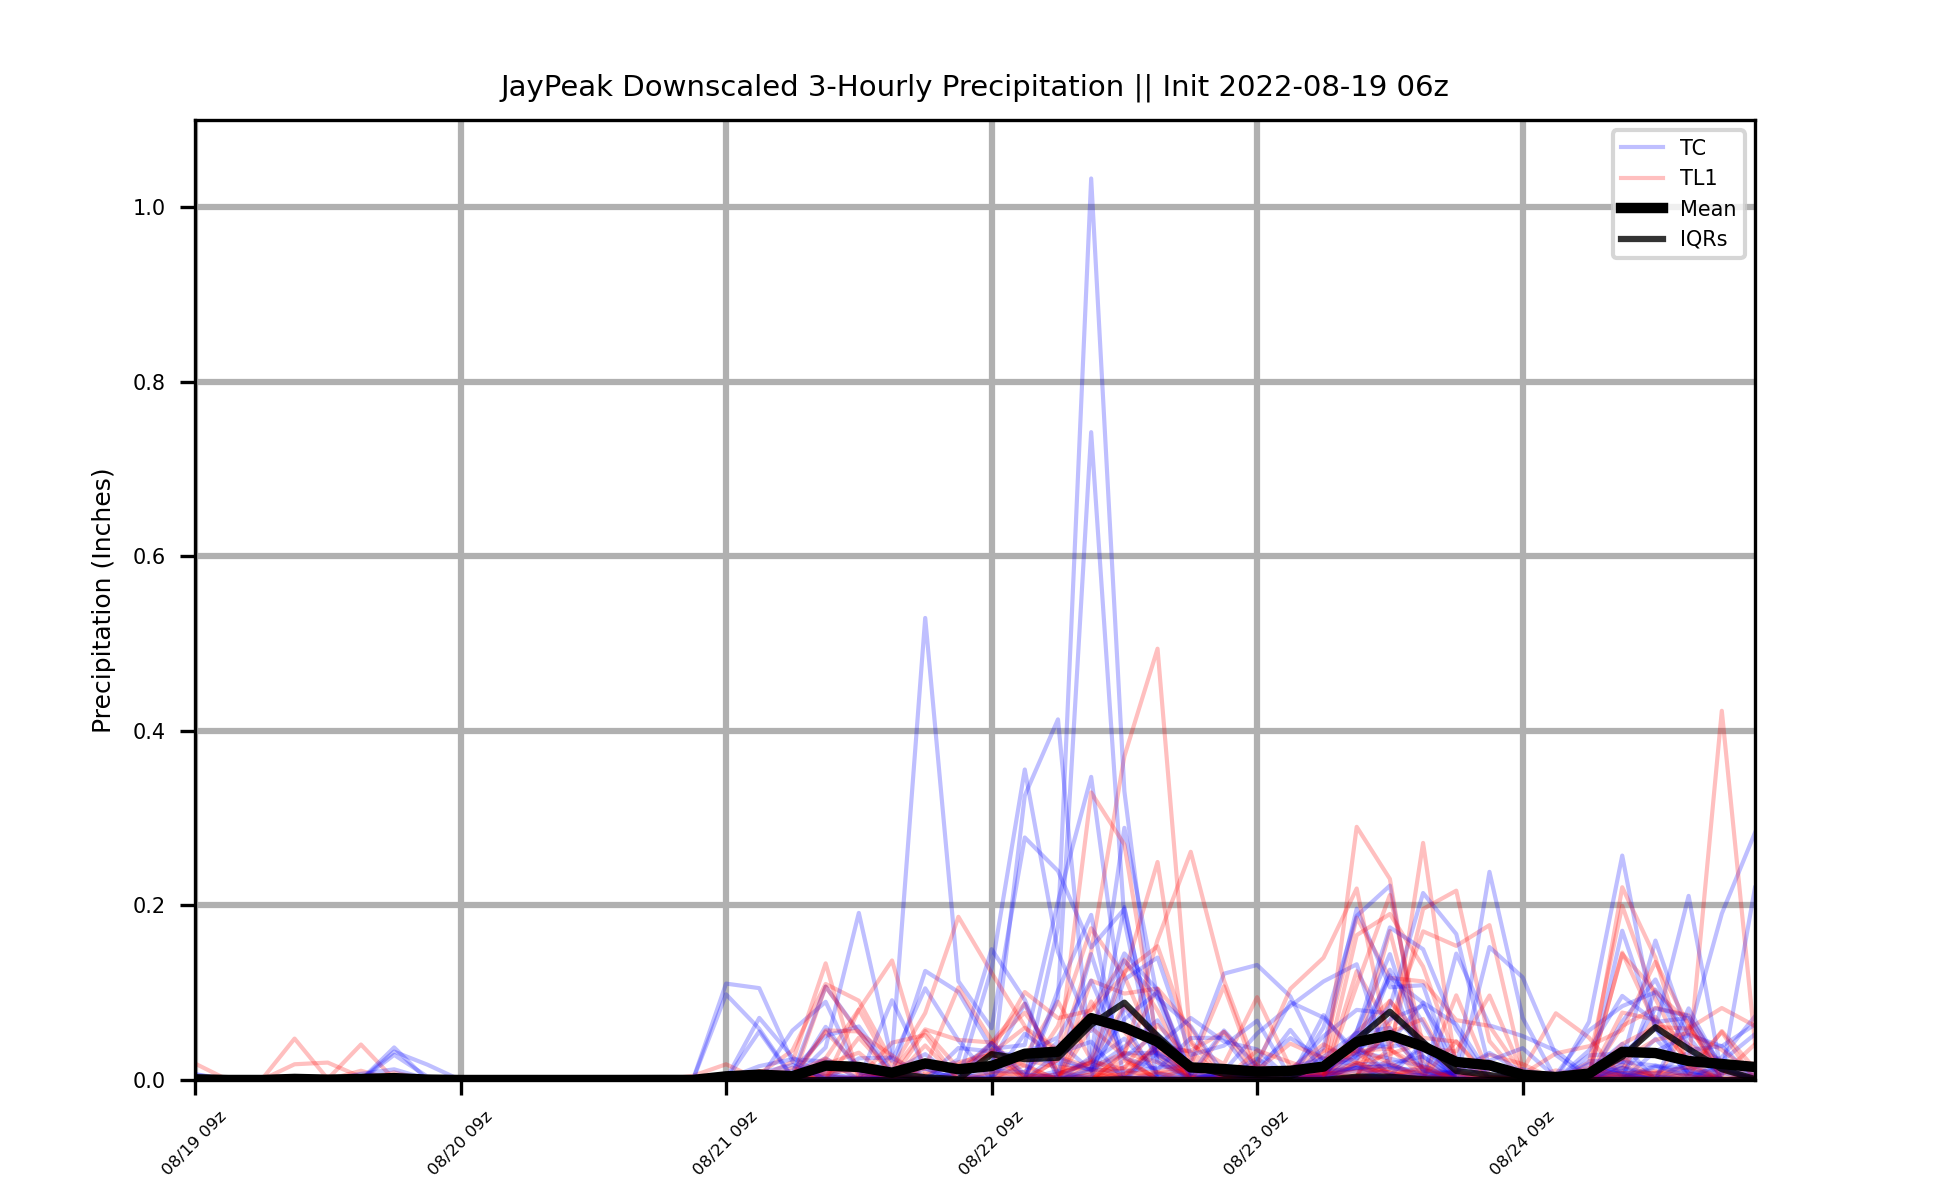 JayPeak Downscaled 3-Hourly Precipitation || Init 2022-08-19 06z
TC
TL1
Mean
IQRs
Precipitation (Inches)
1.0
0.8
0.6
0.4
0.2
0.0
08/19 09z
08/20 09z
08/21 09z
08/22 09z
08/23 09z
08/24 09z